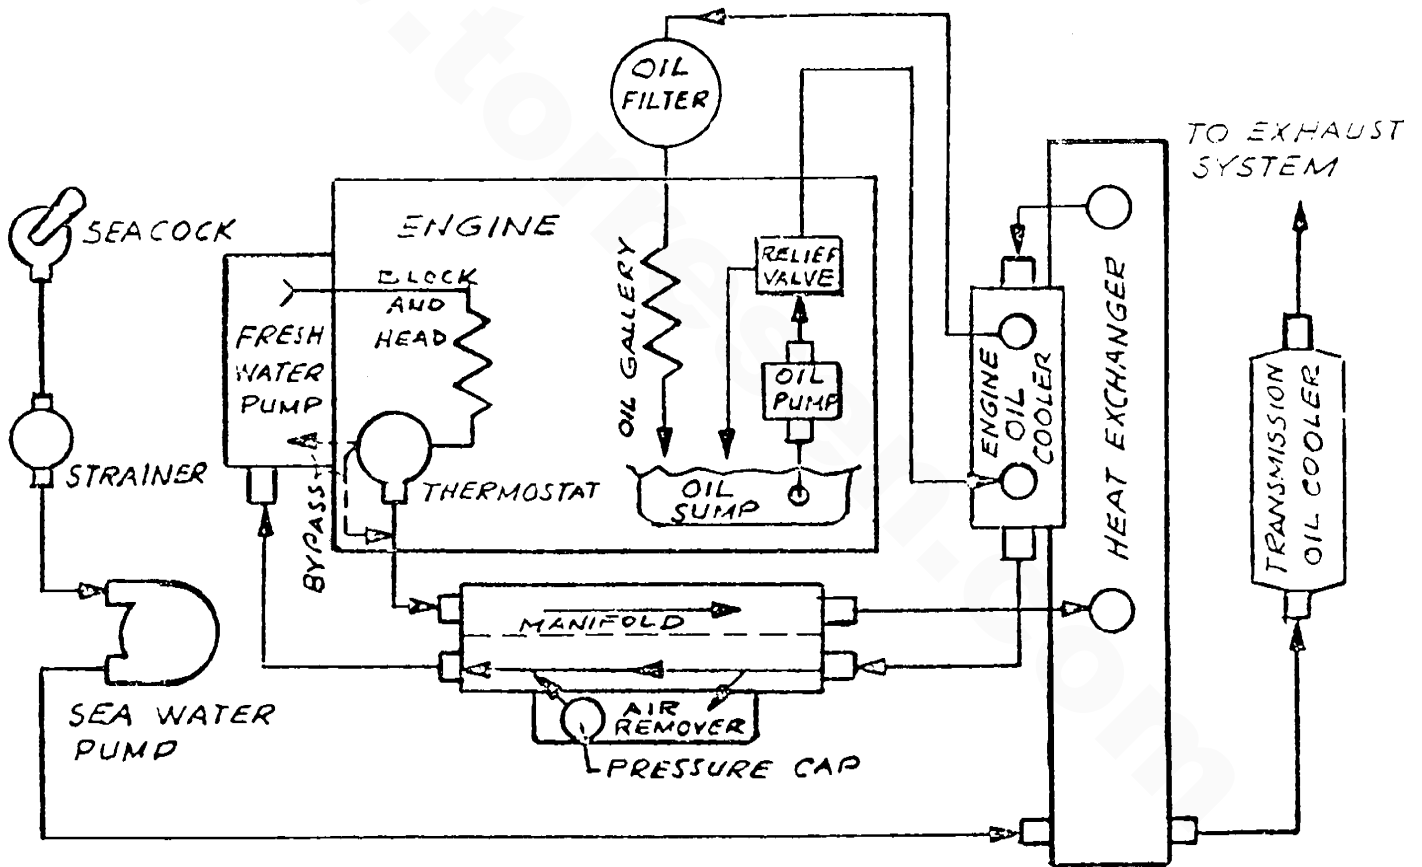 OIL
FILTER
TO EXHAUST
SYSTEM
SEACOCK
ENGINE
BLOCK
AND
HEAD
FRESH
WATER
PUMP
OIL GALLERY
RELIEF
VALVE
OIL
PUMP
ENGINE
OIL
COOLER
HEAT EXCHANGER
TRANSMISSION
OIL COOLER
STRAINER
THERMOSTAT
OIL
SUMP
BYPASS
MANIFOLD
SEA WATER
PUMP
AIR
REMOVER
PRESSURE CAP